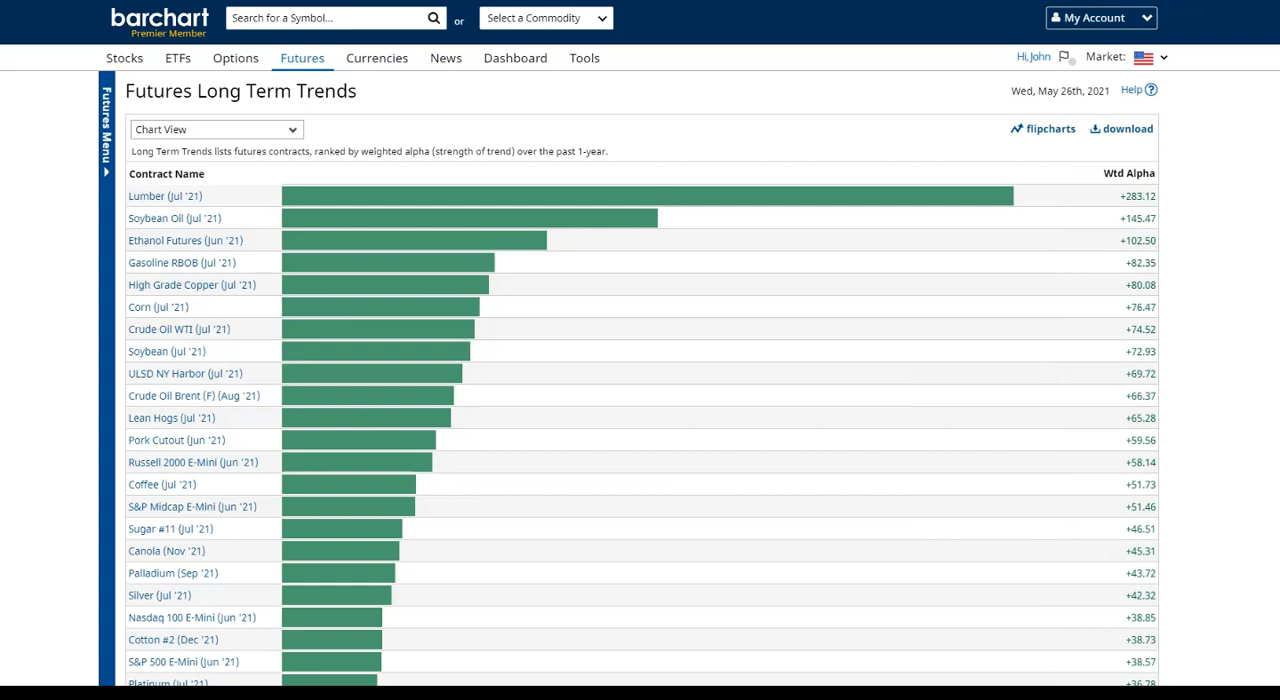 barchart
Premier Member
Search for a Symbol...
or
Select a Commodity
My Account
Stocks ETFs Options Futures Currencies News Dashboard Tools
Hi, John
Market:
Futures Menu
Futures Long Term Trends
Wed, May 26th, 2021 Help
Chart View
flipcharts download
Long Term Trends lists futures contracts, ranked by weighted alpha (strength of trend) over the past 1-year.
Contract Name Wtd Alpha
Lumber (Jul '21) +283.12
Soybean Oil (Jul '21) +145.47
Ethanol Futures (Jun '21) +102.50
Gasoline RBOB (Jul '21) +82.35
High Grade Copper (Jul '21) +80.08
Corn (Jul '21) +76.47
Crude Oil WTI (Jul '21) +74.52
Soybean (Jul '21) +72.93
ULSD NY Harbor (Jul '21) +69.72
Crude Oil Brent (F) (Aug '21) +66.37
Lean Hogs (Jul '21) +65.28
Pork Cutout (Jun '21) +59.56
Russell 2000 E-Mini (Jun '21) +58.14
Coffee (Jul '21) +51.73
S&P Midcap E-Mini (Jun '21) +51.46
Sugar #11 (Jul '21) +46.51
Canola (Nov '21) +45.31
Palladium (Sep '21) +43.72
Silver (Jul '21) +42.32
Nasdaq 100 E-Mini (Jun '21) +38.85
Cotton #2 (Dec '21) +38.73
S&P 500 E-Mini (Jun '21) +38.57
Platinum (Jul '21) +36.78